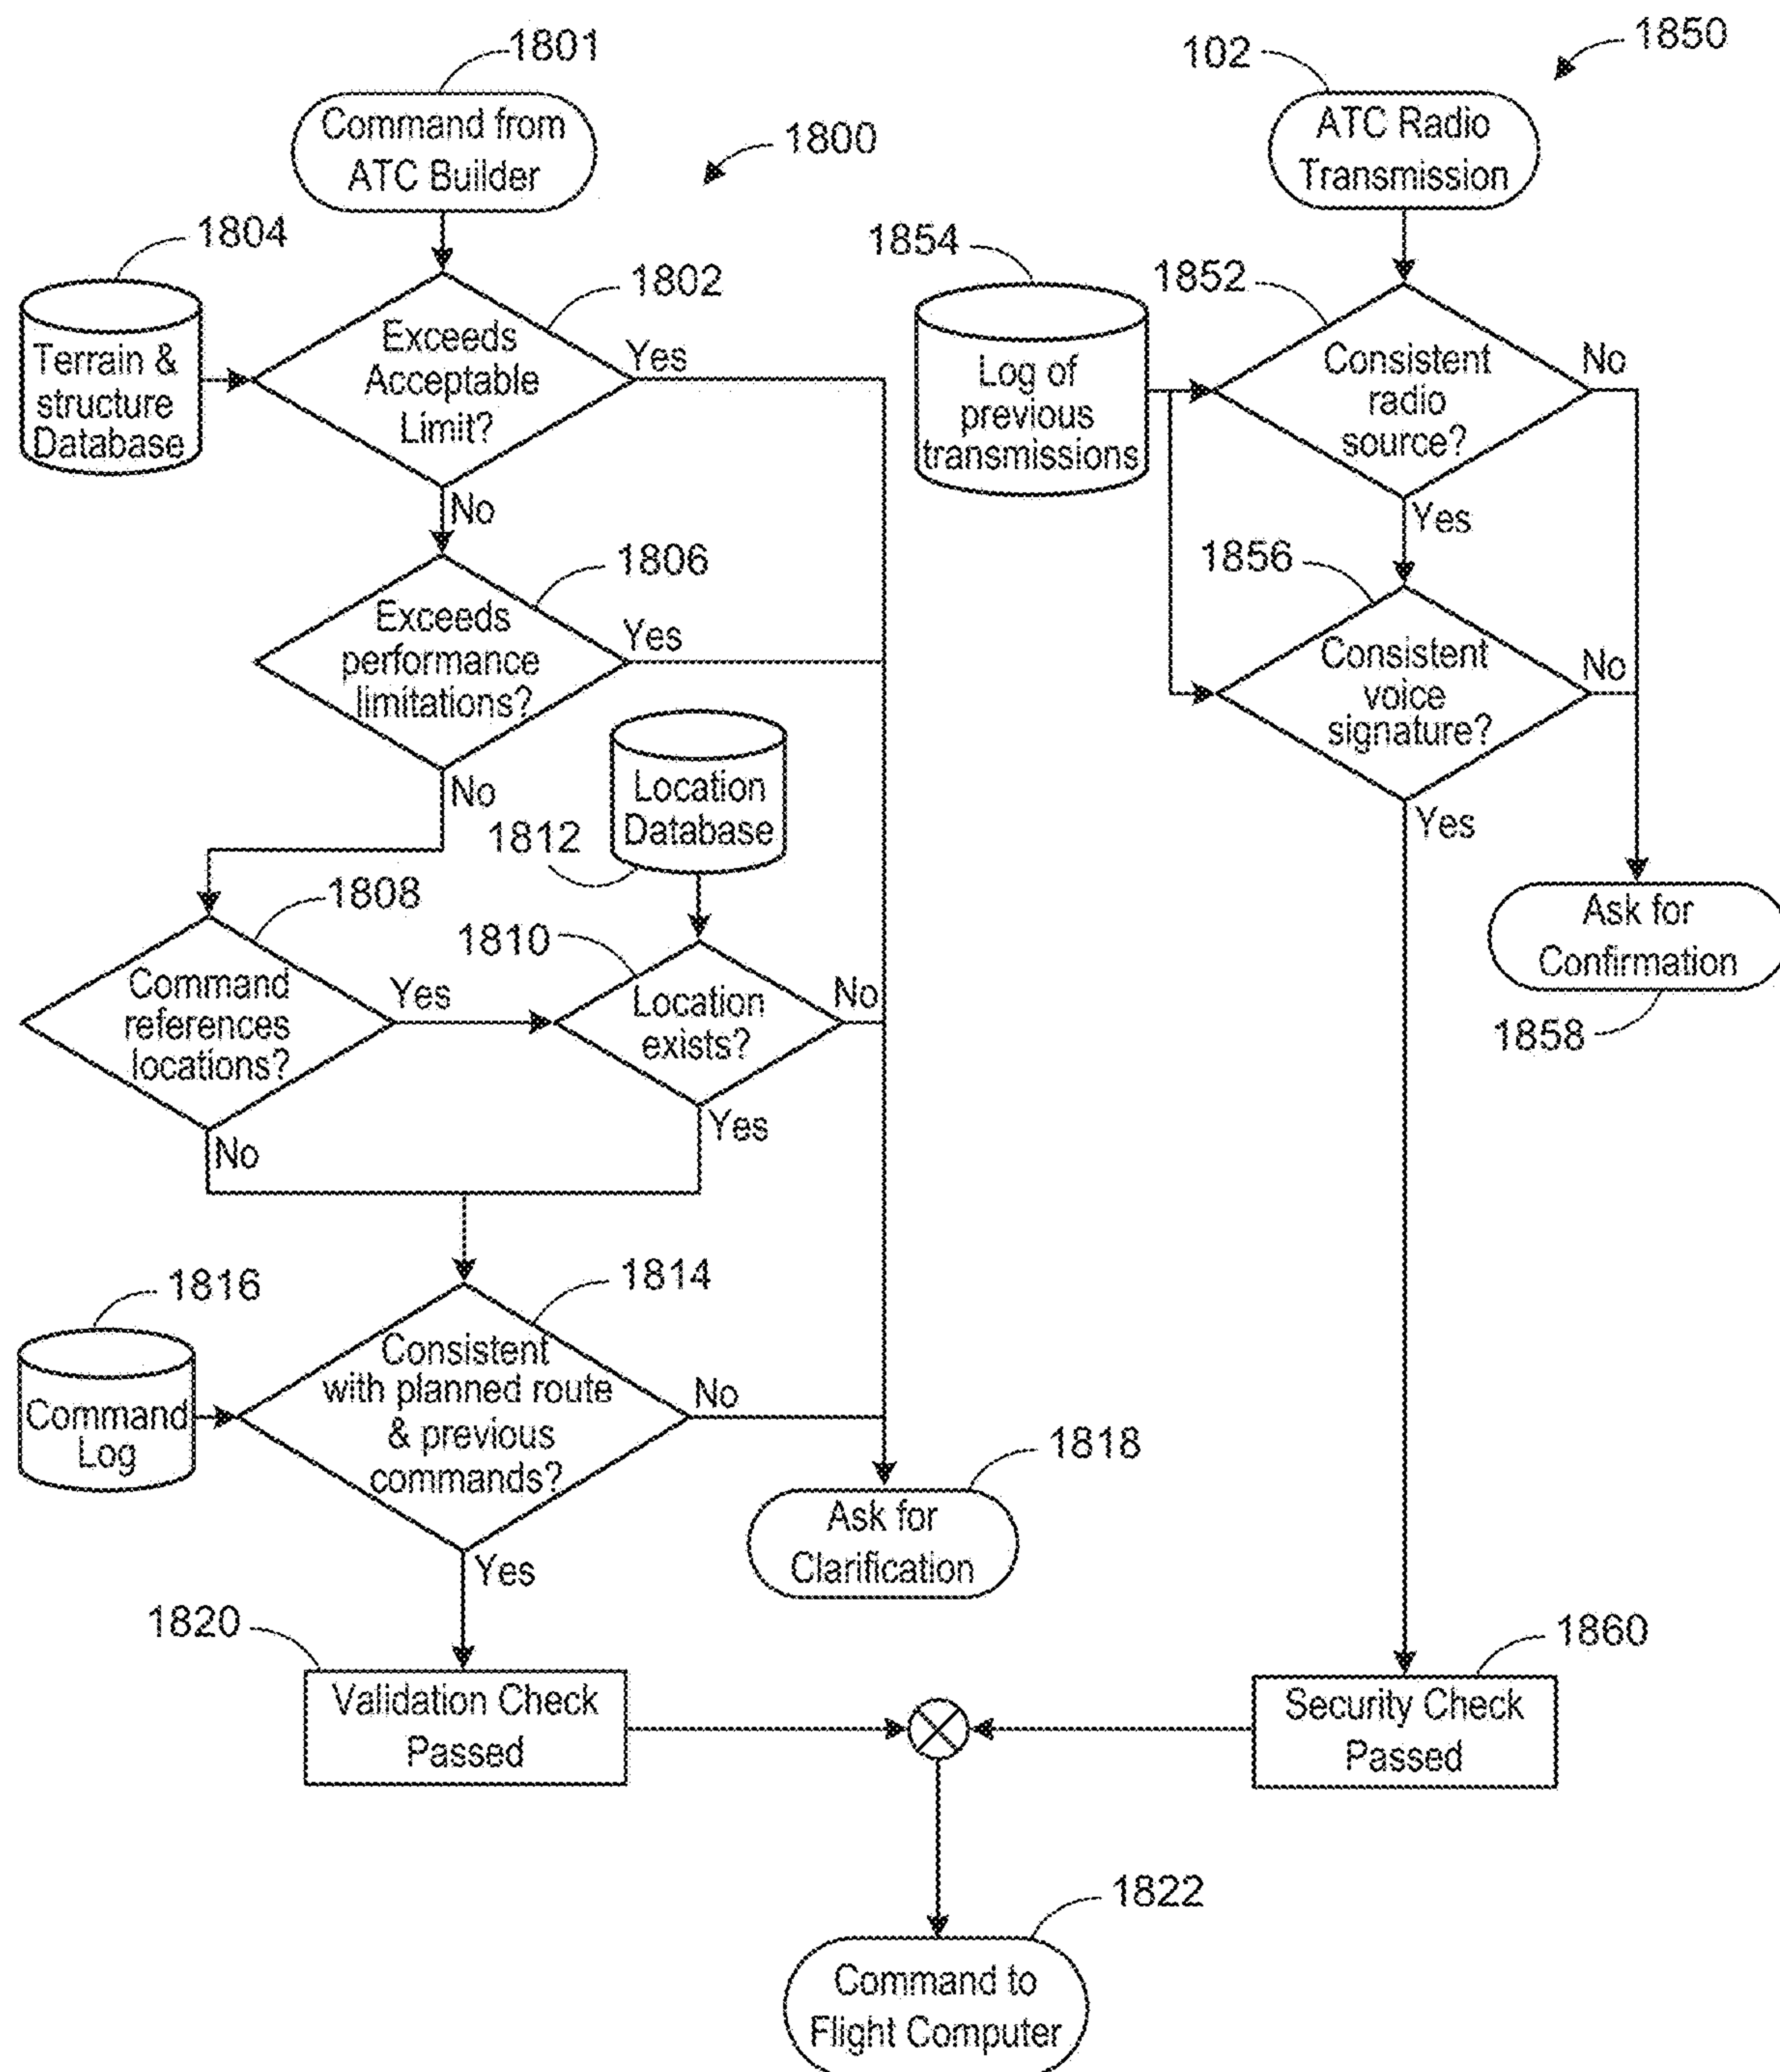 1801
Command from
ATC Builder
1800
1804
Terrain &
structure
Database
1802
Exceeds
Acceptable
Limit?
Yes
No
1806
Exceeds
performance
limitations?
Yes
No
Location
Database
1812
1808
Command
references
locations?
Yes
No
1810
Location
exists?
No
Yes
1816
Command
Log
1814
Consistent
with planned route
& previous
commands?
No
Yes
1818
Ask for
Clarification
1820
Validation Check
Passed
102
ATC Radio
Transmission
1850
1854
Log of
previous
transmissions
1852
Consistent
radio
source?
No
Yes
1856
Consistent
voice
signature?
No
Yes
Ask for
Confirmation
1858
1860
Security Check
Passed
1822
Command to
Flight Computer